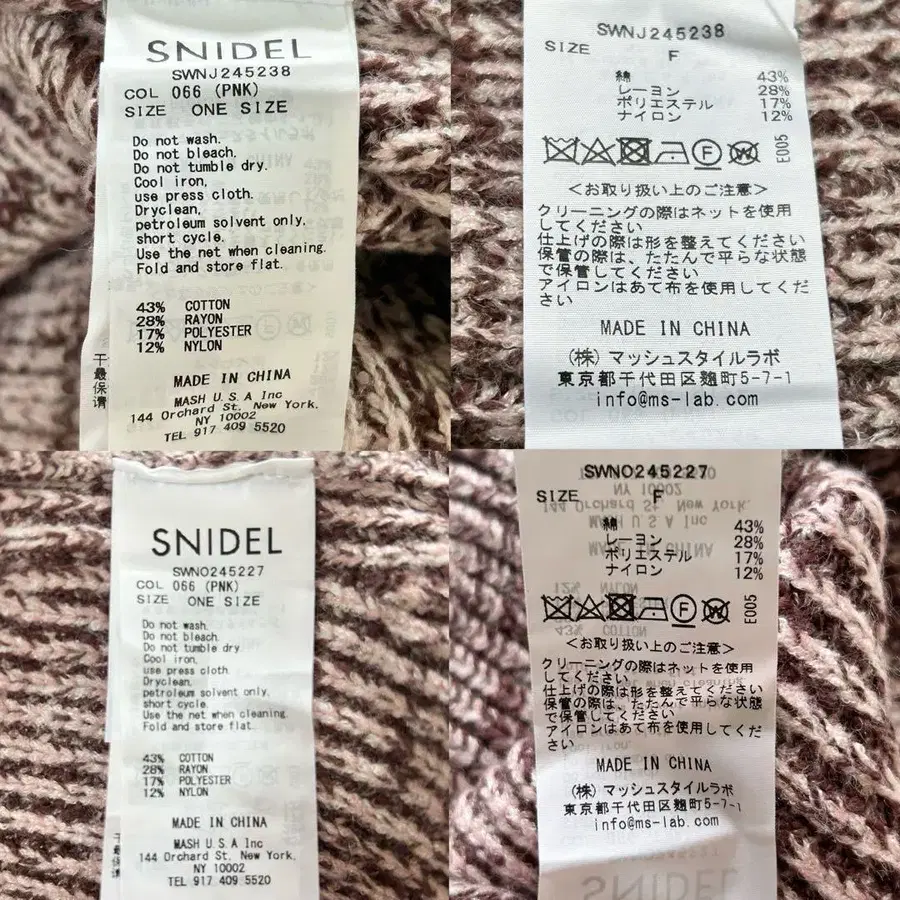 SNIDEL
SWNJ245238
COL 066 (PNK)
SIZE ONE SIZE
Do not wash.
Do not bleach.
Do not tumble dry.
Cool iron,
use press cloth.
Dryclean,
petroleum solvent only.
short cycle.
Use the net when cleaning.
Fold and store flat.
43% COTTON
28% RAYON
17% POLYESTER
12% NYLON
MADE IN CHINA
MASH U.S.A Inc
144 Orchard St. New York.
NY 10002
TEL 917 409 5520
干
最
保
请
SWNJ245238
SIZE F
綿 43%
レーヨン 28%
ポリエステル 17%
ナイロン 12%
E005
<お取り扱い上のご注意>
クリーニングの際はネットを使用
してください
仕上げの際は形を整えてください
保管の際は、たたんで平らな状態
で保管してください
アイロンはあて布を使用してくだ
さい
MADE IN CHINA
(株) マッシュスタイルラボ
東京都千代田区麹町5-7-1
info@ms-lab.com
SNIDEL
SWNO245227
COL 066 (PNK)
SIZE ONE SIZE
Do not wash.
Do not bleach.
Do not tumble dry.
Cool iron,
use press cloth.
Dryclean,
petroleum solvent only.
short cycle.
Use the net when cleaning.
Fold and store flat.
43% COTTON
28% RAYON
17% POLYESTER
12% NYLON
MADE IN CHINA
MASH U.S.A Inc
144 Orchard St. New York.
NY 10002
TEL 917 409 5520
SWNO245227
SIZE F
綿 43%
レーヨン 28%
ポリエステル 17%
ナイロン 12%
E005
<お取り扱い上のご注意>
クリーニングの際はネットを使用
してください
仕上げの際は形を整えてください
保管の際は、たたんで平らな状態
で保管してください
アイロンはあて布を使用してくだ
さい
MADE IN CHINA
(株) マッシュスタイルラボ
東京都千代田区麹町5-7-1
info@ms-lab.com